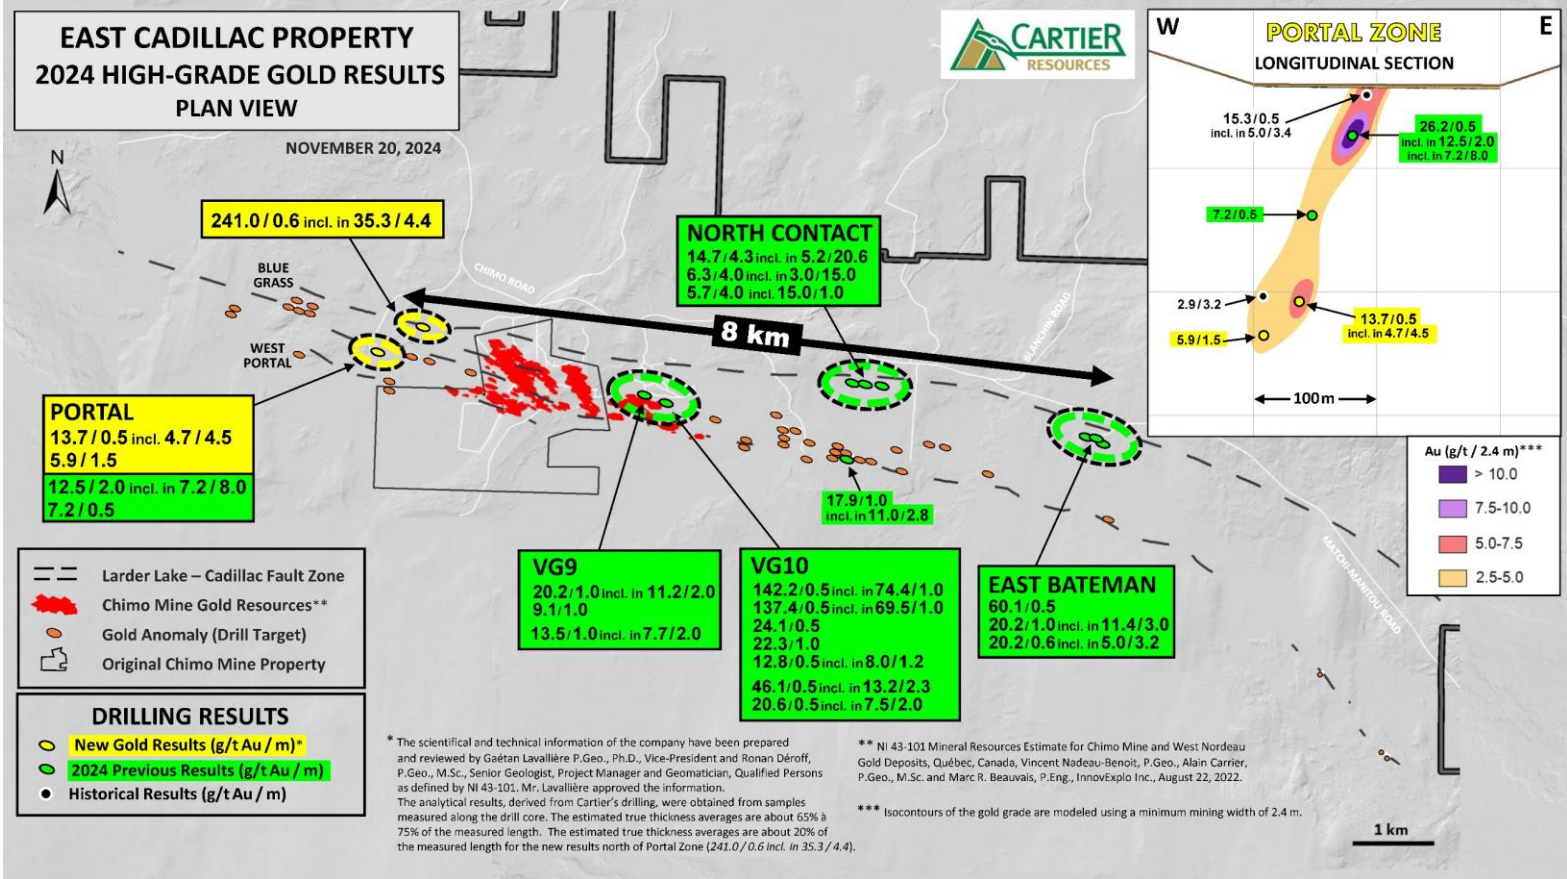 EAST CADILLAC PROPERTY
2024 HIGH-GRADE GOLD RESULTS
PLAN VIEW
NOVEMBER 20, 2024
N
CARTIER
RESOURCES
W
PORTAL ZONE
E
LONGITUDINAL SECTION
15.3/0.5
incl. in 5.0/3.4
26.2/0.5
incl. in 12.5/2.0
incl. in 7.2/8.0
7.2/0.5
2.9/3.2
13.7/0.5
incl. in 4.7/4.5
5.9/1.5
100m
Au (g/t / 2.4 m)***
> 10.0
7.5-10.0
5.0-7.5
2.5-5.0
241.0/0.6 incl. in 35.3/4.4
BLUE
GRASS
CHIMO ROAD
WEST
PORTAL
NORTH CONTACT
14.7/4.3 incl. in 5.2/20.6
6.3/4.0 incl. in 3.0/15.0
5.7/4.0 incl. 15.0/1.0
8 km
BLANCHIN ROAD
PORTAL
13.7/0.5 incl. 4.7/4.5
5.9/1.5
12.5/2.0 incl. in 7.2/8.0
7.2/0.5
17.9/1.0
incl. in 11.0/2.8
VG9
20.2/1.0 incl. in 11.2/2.0
9.1/1.0
13.5/1.0 incl. in 7.7/2.0
VG10
142.2/0.5 incl. in 74.4/1.0
137.4/0.5 incl. in 69.5/1.0
24.1/0.5
22.3/1.0
12.8/0.5 incl. in 8.0/1.2
46.1/0.5 incl. in 13.2/2.3
20.6/0.5 incl. in 7.5/2.0
EAST BATEMAN
60.1/0.5
20.2/1.0 incl. in 11.4/3.0
20.2/0.6 incl. in 5.0/3.2
MATCHI-MANITOU ROAD
Larder Lake – Cadillac Fault Zone
Chimo Mine Gold Resources**
Gold Anomaly (Drill Target)
Original Chimo Mine Property
DRILLING RESULTS
New Gold Results (g/t Au / m)*
2024 Previous Results (g/t Au / m)
Historical Results (g/t Au / m)
* The scientifical and technical information of the company have been prepared
and reviewed by Gaétan Lavallière P.Geo., Ph.D., Vice-President and Ronan Déroff,
P.Geo., M.Sc., Senior Geologist, Project Manager and Geomatician, Qualified Persons
as defined by NI 43-101. Mr. Lavallière approved the information.
The analytical results, derived from Cartier's drilling, were obtained from samples
measured along the drill core. The estimated true thickness averages are about 65% à
75% of the measured length. The estimated true thickness averages are about 20% of
the measured length for the new results north of Portal Zone (241.0 / 0.6 incl. in 35.3 / 4.4).
** NI 43-101 Mineral Resources Estimate for Chimo Mine and West Nordeau
Gold Deposits, Québec, Canada, Vincent Nadeau-Benoit, P.Geo., Alain Carrier,
P.Geo., M.Sc. and Marc R. Beauvais, P.Eng., InnovExplo Inc., August 22, 2022.
*** Isocontours of the gold grade are modeled using a minimum mining width of 2.4 m.
1 km